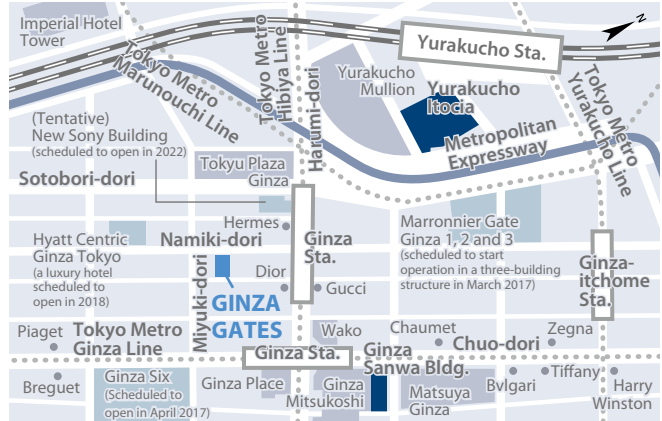 Imperial Hotel
Tower
Tokyo Metro
Marunouchi Line
Tokyo Metro
Hibiya Line
Harumi-dori
Yurakucho Sta.
N
Yurakucho
Mullion
Yurakucho
Itocia
Metropolitan
Expressway
Tokyo Metro
Yurakucho Line
(Tentative)
New Sony Building
(scheduled to open in 2022)
Tokyu Plaza
Ginza
Sotobori-dori
Hermes
Namiki-dori
Hyatt Centric
Ginza Tokyo
(a luxury hotel
scheduled to
open in 2018)
Miyuki-dori
Ginza
Sta.
Marronnier Gate
Ginza 1, 2 and 3
(scheduled to start
operation in a three-building
structure in March 2017)
Ginza-
itchome
Sta.
Dior
Gucci
GINZA
GATES
Piaget
Tokyo Metro
Ginza Line
Wako
Chaumet
Chuo-dori
Zegna
Ginza Sta.
Ginza
Sanwa Bldg.
Breguet
Ginza Six
(Scheduled to
open in April 2017)
Ginza Place
Ginza
Mitsukoshi
Matsuya
Ginza
Bvlgari
Tiffany
Harry
Winston